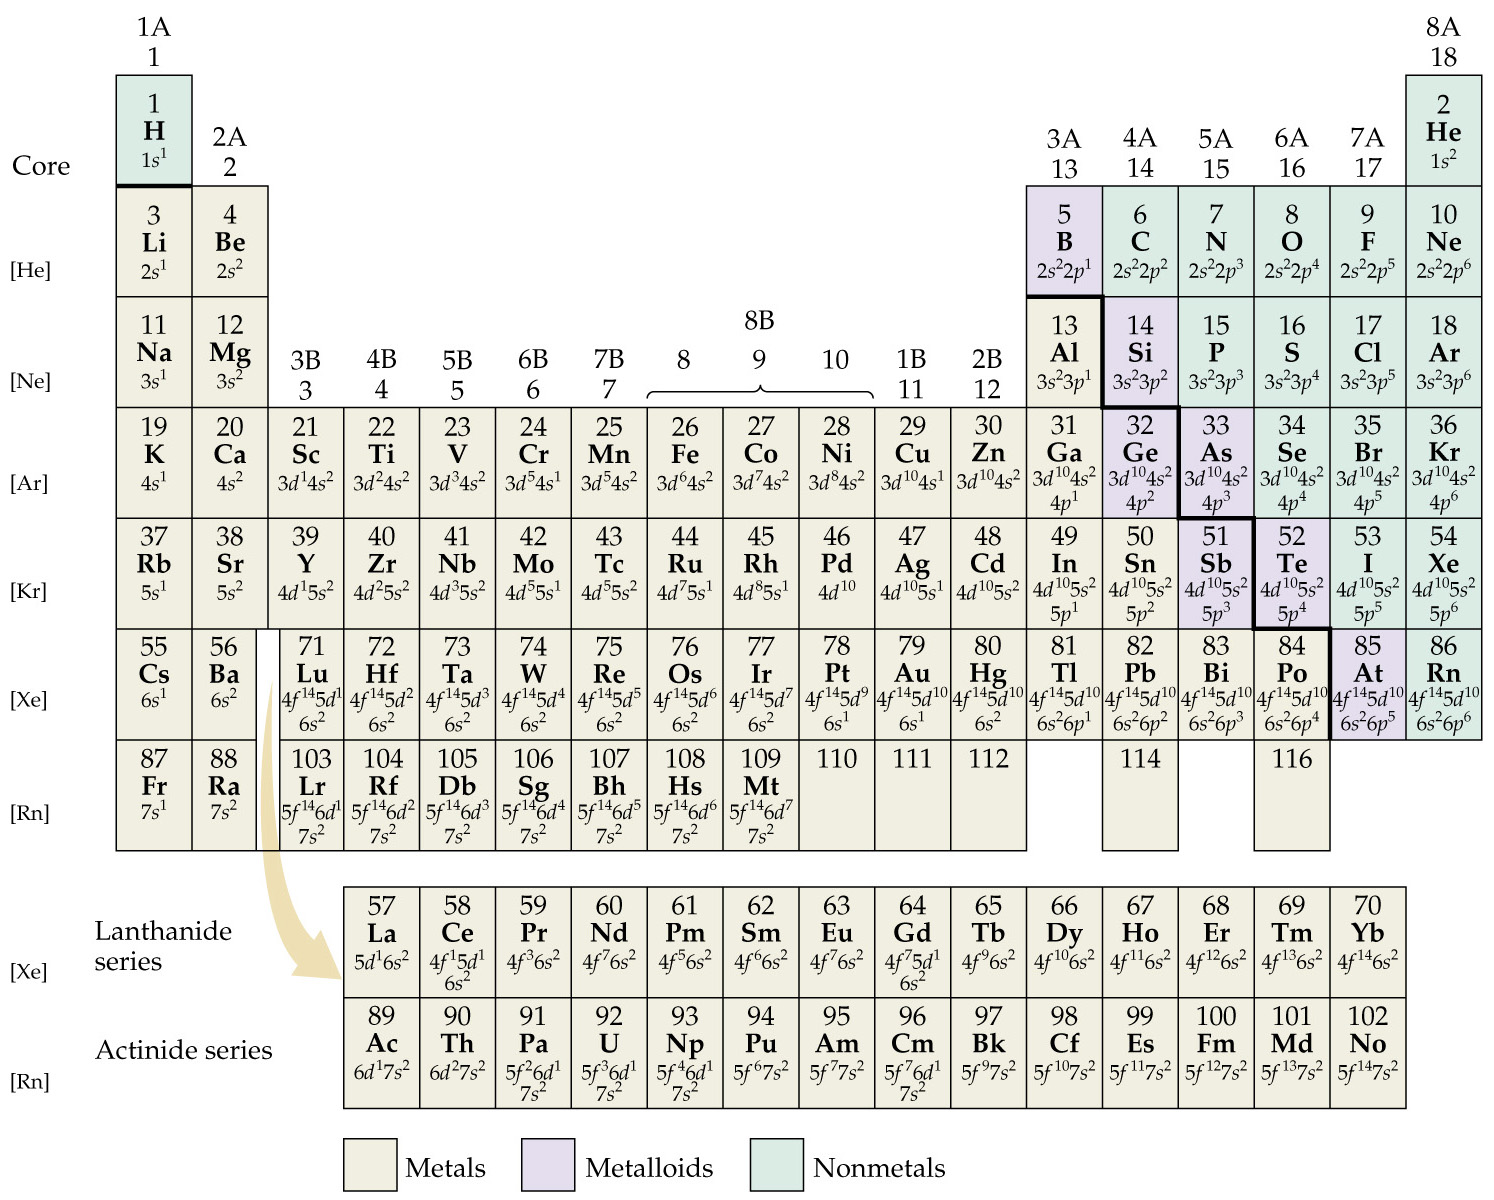 1A 8A
1 18
1 2
H He
1s¹ 1s²
2A 3A 4A 5A 6A 7A
Core 2 13 14 15 16 17
3 4 5 6 7 8 9 10
Li Be B C N O F Ne
[He] 2s¹ 2s² 2s²2p¹ 2s²2p² 2s²2p³ 2s²2p⁴ 2s²2p⁵ 2s²2p⁶
8B
11 12 13 14 15 16 17 18
Na Mg Al Si P S Cl Ar
[Ne] 3s¹ 3s² 3s²3p¹ 3s²3p² 3s²3p³ 3s²3p⁴ 3s²3p⁵ 3s²3p⁶
3B 4B 5B 6B 7B 8 9 10 1B 2B
3 4 5 6 7 11 12
19 20 21 22 23 24 25 26 27 28 29 30 31 32 33 34 35 36
K Ca Sc Ti V Cr Mn Fe Co Ni Cu Zn Ga Ge As Se Br Kr
[Ar] 4s¹ 4s² 3d¹4s² 3d²4s² 3d³4s² 3d⁵4s¹ 3d⁵4s² 3d⁶4s² 3d⁷4s² 3d⁸4s² 3d¹⁰4s¹ 3d¹⁰4s² 3d¹⁰4s² 3d¹⁰4s² 3d¹⁰4s² 3d¹⁰4s² 3d¹⁰4s² 3d¹⁰4s²
4p¹ 4p² 4p³ 4p⁴ 4p⁵ 4p⁶
37 38 39 40 41 42 43 44 45 46 47 48 49 50 51 52 53 54
Rb Sr Y Zr Nb Mo Tc Ru Rh Pd Ag Cd In Sn Sb Te I Xe
[Kr] 5s¹ 5s² 4d¹5s² 4d²5s² 4d³5s² 4d⁵5s¹ 4d⁵5s² 4d⁷5s¹ 4d⁸5s¹ 4d¹⁰ 4d¹⁰5s¹ 4d¹⁰5s² 4d¹⁰5s² 4d¹⁰5s² 4d¹⁰5s² 4d¹⁰5s² 4d¹⁰5s² 4d¹⁰5s²
5p¹ 5p² 5p³ 5p⁴ 5p⁵ 5p⁶
55 56 71 72 73 74 75 76 77 78 79 80 81 82 83 84 85 86
Cs Ba Lu Hf Ta W Re Os Ir Pt Au Hg Tl Pb Bi Po At Rn
[Xe] 6s¹ 6s² 4f¹⁴5d¹ 4f¹⁴5d² 4f¹⁴5d³ 4f¹⁴5d⁴ 4f¹⁴5d⁵ 4f¹⁴5d⁶ 4f¹⁴5d⁷ 4f¹⁴5d⁹ 4f¹⁴5d¹⁰ 4f¹⁴5d¹⁰ 4f¹⁴5d¹⁰ 4f¹⁴5d¹⁰ 4f¹⁴5d¹⁰ 4f¹⁴5d¹⁰ 4f¹⁴5d¹⁰ 4f¹⁴5d¹⁰
6s² 6s² 6s² 6s² 6s² 6s² 6s² 6s¹ 6s¹ 6s² 6s²6p¹ 6s²6p² 6s²6p³ 6s²6p⁴ 6s²6p⁵ 6s²6p⁶
87 88 103 104 105 106 107 108 109 110 111 112 114 116
Fr Ra Lr Rf Db Sg Bh Hs Mt
[Rn] 7s¹ 7s² 5f¹⁴6d¹ 5f¹⁴6d² 5f¹⁴6d³ 5f¹⁴6d⁴ 5f¹⁴6d⁵ 5f¹⁴6d⁶ 5f¹⁴6d⁷
7s² 7s² 7s² 7s² 7s² 7s² 7s²
57 58 59 60 61 62 63 64 65 66 67 68 69 70
Lanthanide La Ce Pr Nd Pm Sm Eu Gd Tb Dy Ho Er Tm Yb
series 5d¹6s² 4f¹5d¹ 4f³6s² 4f⁷6s² 4f⁵6s² 4f⁶6s² 4f⁷6s² 4f⁷5d¹ 4f⁹6s² 4f¹⁰6s² 4f¹¹6s² 4f¹²6s² 4f¹³6s² 4f¹⁴6s²
[Xe] 6s² 6s²
89 90 91 92 93 94 95 96 97 98 99 100 101 102
Actinide series Ac Th Pa U Np Pu Am Cm Bk Cf Es Fm Md No
6d¹7s² 6d²7s² 5f²6d¹ 5f³6d¹ 5f⁴6d¹ 5f⁶7s² 5f⁷7s² 5f⁷6d¹ 5f⁹7s² 5f¹⁰7s² 5f¹¹7s² 5f¹²7s² 5f¹³7s² 5f¹⁴7s²
[Rn] 7s² 7s² 7s² 7s²
Metals Metalloids Nonmetals